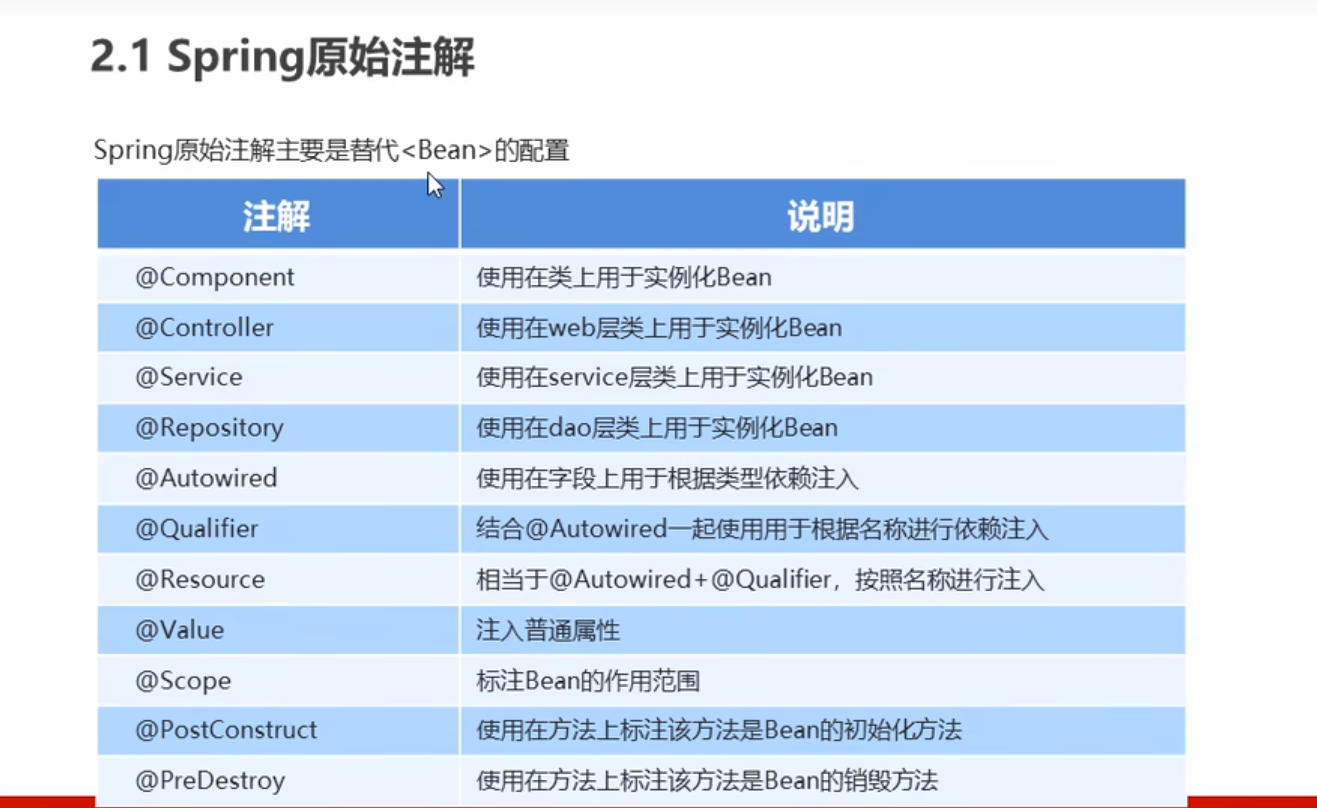 2.1 Spring原始注解
Spring原始注解主要是替代<Bean>的配置
注解 说明
@Component 使用在类上用于实例化Bean
@Controller 使用在web层类上用于实例化Bean
@Service 使用在service层类上用于实例化Bean
@Repository 使用在dao层类上用于实例化Bean
@Autowired 使用在字段上用于根据类型依赖注入
@Qualifier 结合@Autowired一起使用用于根据名称进行依赖注入
@Resource 相当于@Autowired+@Qualifier，按照名称进行注入
@Value 注入普通属性
@Scope 标注Bean的作用范围
@PostConstruct 使用在方法上标注该方法是Bean的初始化方法
@PreDestroy 使用在方法上标注该方法是Bean的销毁方法